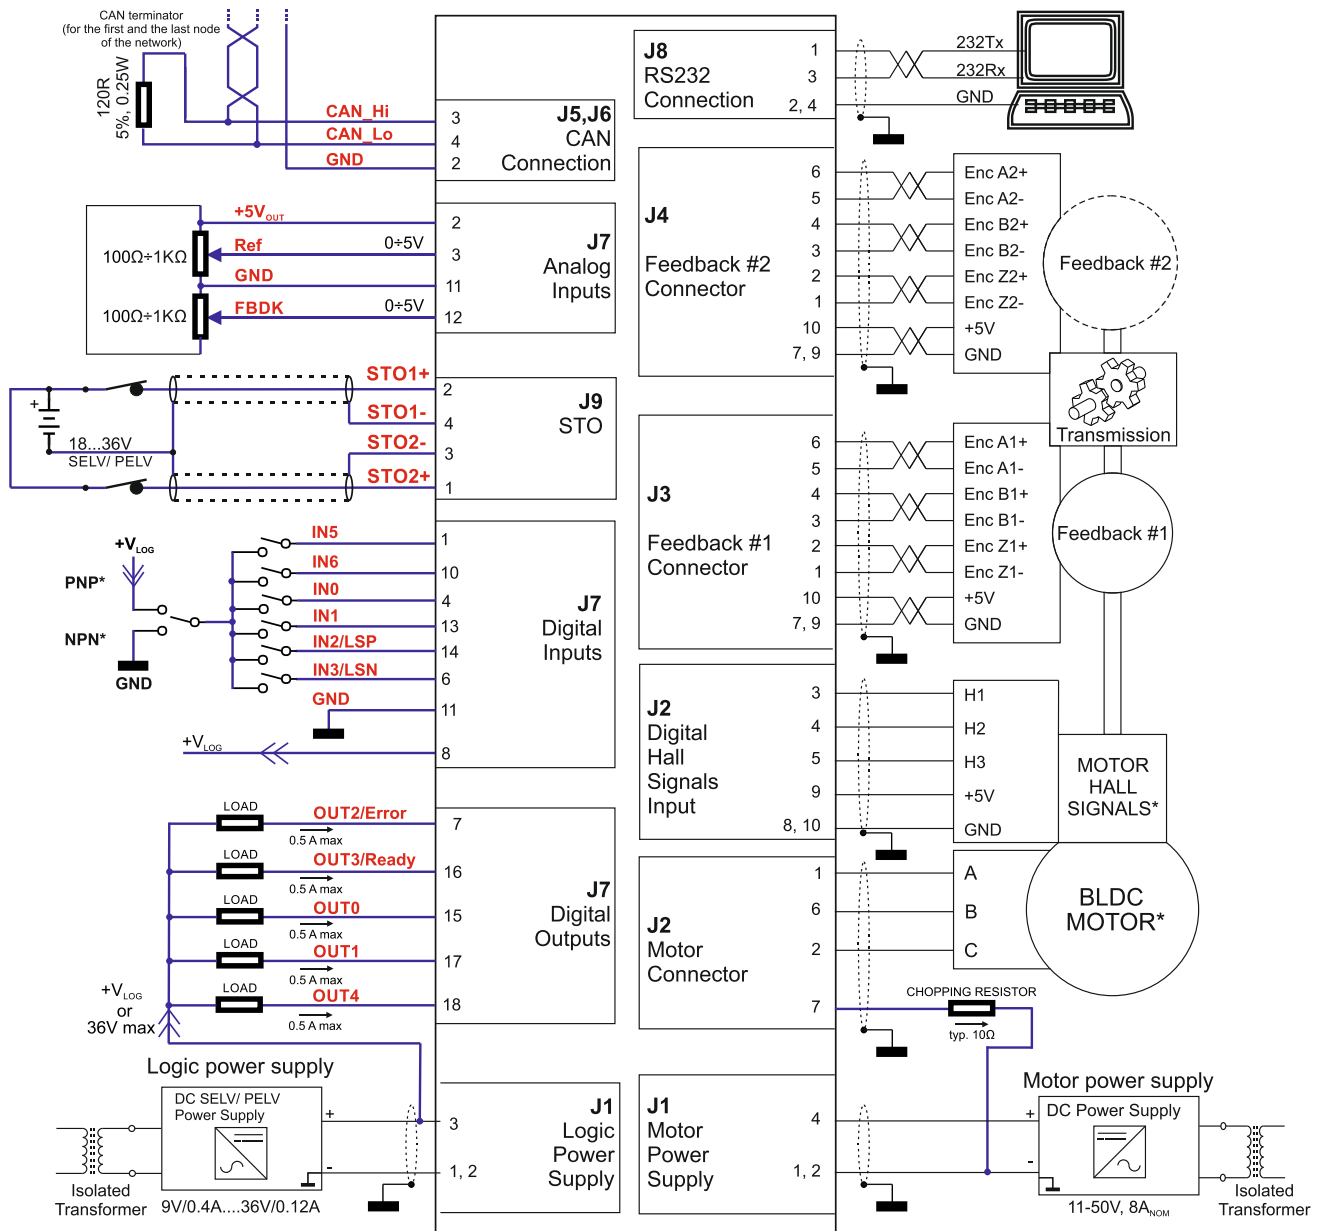 CAN terminator
(for the first and the last node
of the network)
120R
5%, 0.25W
CAN_Hi
3
CAN_Lo
4
GND
2
J5,J6
CAN
Connection
+5VOUT
2
100Ω÷1KΩ
Ref
0÷5V
3
GND
11
100Ω÷1KΩ
FBDK
0÷5V
12
J7
Analog
Inputs
STO1+
2
STO1-
4
STO2-
3
STO2+
1
+
18...36V
SELV/ PELV
J9
STO
+VLOG
PNP*
NPN*
GND
IN5
1
IN6
10
IN0
4
IN1
13
IN2/LSP
14
IN3/LSN
6
GND
11
+VLOG
8
J7
Digital
Inputs
LOAD
OUT2/Error
0.5 A max
7
LOAD
OUT3/Ready
0.5 A max
16
LOAD
OUT0
0.5 A max
15
LOAD
OUT1
0.5 A max
17
LOAD
OUT4
0.5 A max
18
J7
Digital
Outputs
+VLOG
or
36V max
Logic power supply
DC SELV/ PELV
Power Supply
+
-
Isolated
Transformer
9V/0.4A....36V/0.12A
3
1, 2
J1
Logic
Power
Supply
J8
RS232
Connection
1
3
2, 4
232Tx
232Rx
GND
J4
Feedback #2
Connector
6
5
4
3
2
1
10
7, 9
Enc A2+
Enc A2-
Enc B2+
Enc B2-
Enc Z2+
Enc Z2-
+5V
GND
Feedback #2
Transmission
J3
Feedback #1
Connector
6
5
4
3
2
1
10
7, 9
Enc A1+
Enc A1-
Enc B1+
Enc B1-
Enc Z1+
Enc Z1-
+5V
GND
Feedback #1
J2
Digital
Hall
Signals
Input
3
4
5
9
8, 10
H1
H2
H3
+5V
GND
MOTOR
HALL
SIGNALS*
J2
Motor
Connector
1
6
2
7
A
B
C
BLDC
MOTOR*
CHOPPING RESISTOR
typ. 10Ω
J1
Motor
Power
Supply
4
1, 2
Motor power supply
+
DC Power Supply
-
11-50V, 8ANOM
Isolated
Transformer